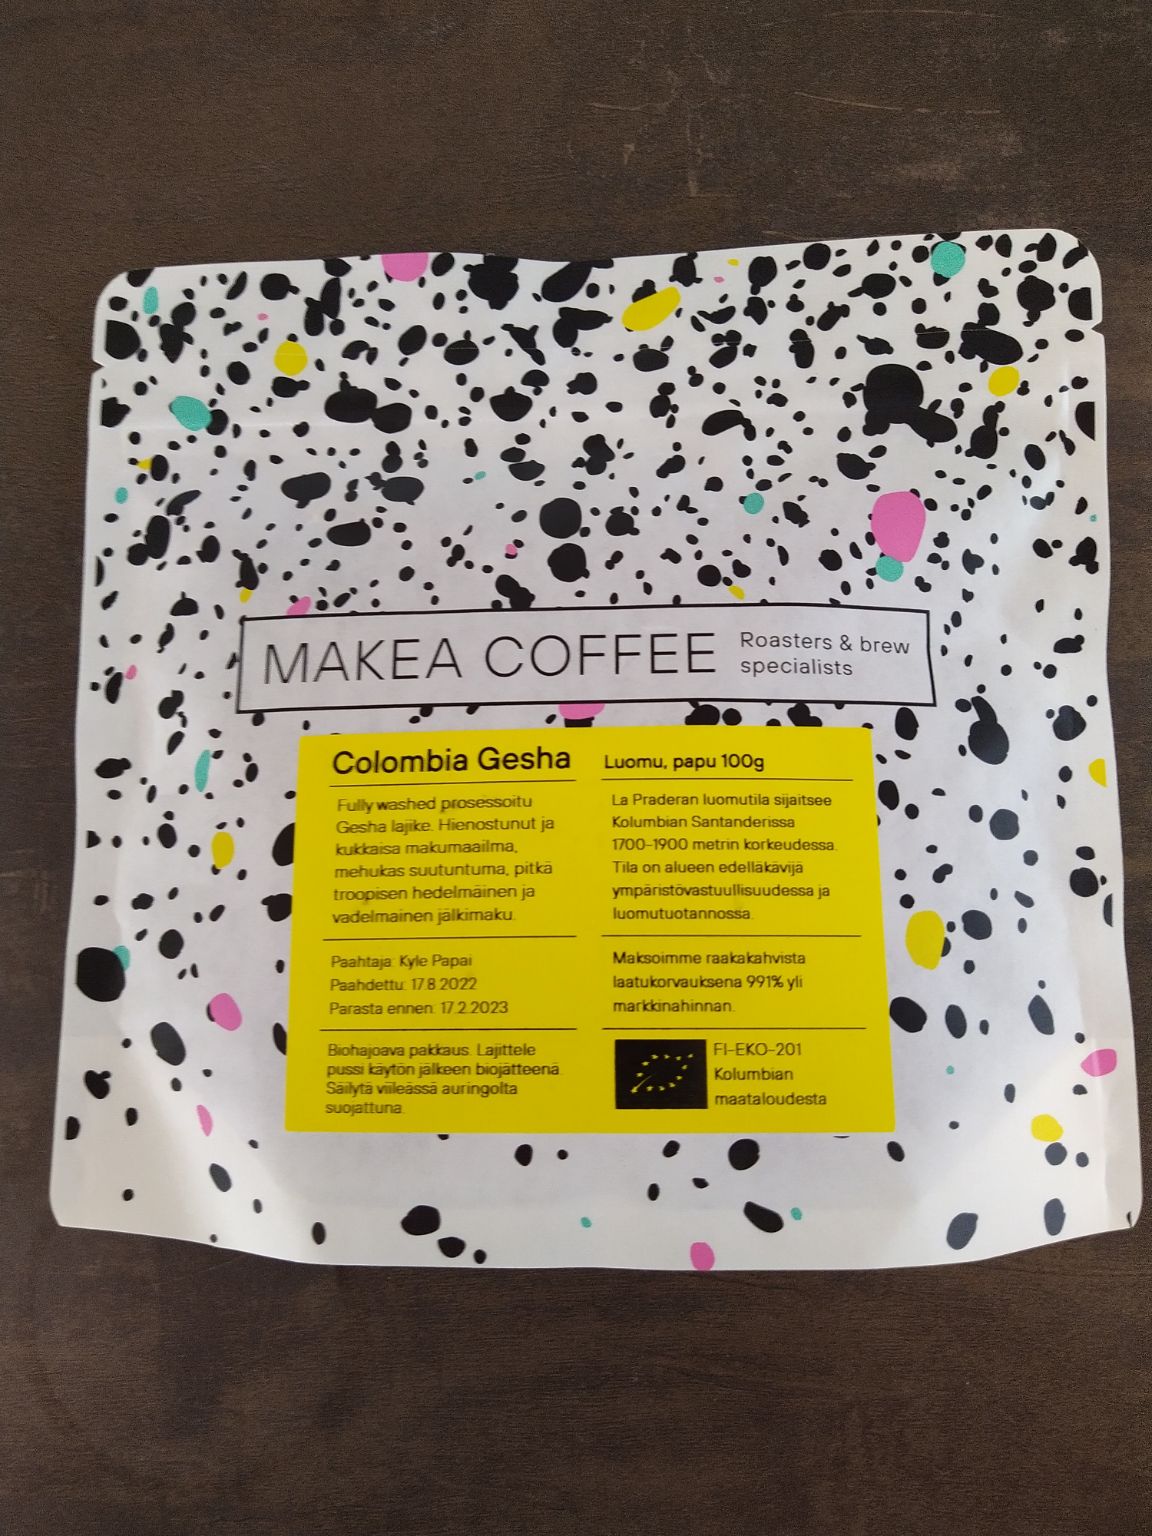 MAKEA COFFEE
Roasters & brew
specialists
Colombia Gesha
Fully washed prosessoitu
Gesha lajike. Hienostunut ja
kukkaisa makumaailma,
mehukas suutuntuma, pitkä
troopisen hedelmäinen ja
vadelmainen jälkimaku.
Paahtaja: Kyle Papai
Paahdettu: 17.8.2022
Parasta ennen: 17.2.2023
Biohajoava pakkaus. Lajittele
pussi käytön jälkeen biojätteenä.
Säilytä viileässä auringolta
suojattuna.
Luomu, papu 100g
La Praderan luomutila sijaitsee
Kolumbian Santanderissa
1700-1900 metrin korkeudessa.
Tila on alueen edelläkävijä
ympäristövastuullisuudessa ja
luomutuotannossa.
Maksoimme raakakahvista
laatukorvauksena 991% yli
markkinahinnan.
FI-EKO-201
Kolumbian
maataloudesta